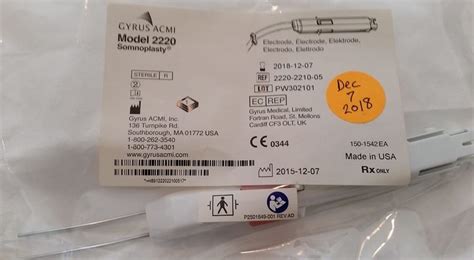 GYRUS ACMI
Model 2220
Somnoplasty®
Electrode, Electrode, Elektrode,
Electrodo, Elettrodo
2018-12-07
REF 2220-2210-05
LOT PW302101
EC REP
Gyrus Medical, Limited
Fortran Road, St. Mellons
Cardiff CF3 OLT, UK
STERILE R
2
Gyrus ACMI, Inc.
136 Turnpike Rd.
Southborough, MA 01772 USA
1-800-262-3540
1-800-773-4301
www.gyrusacmi.com
CE 0344
2015-12-07
150-1542EA
Made in USA
Rx ONLY
Dec
7
2018
P2001649-001 REV AD